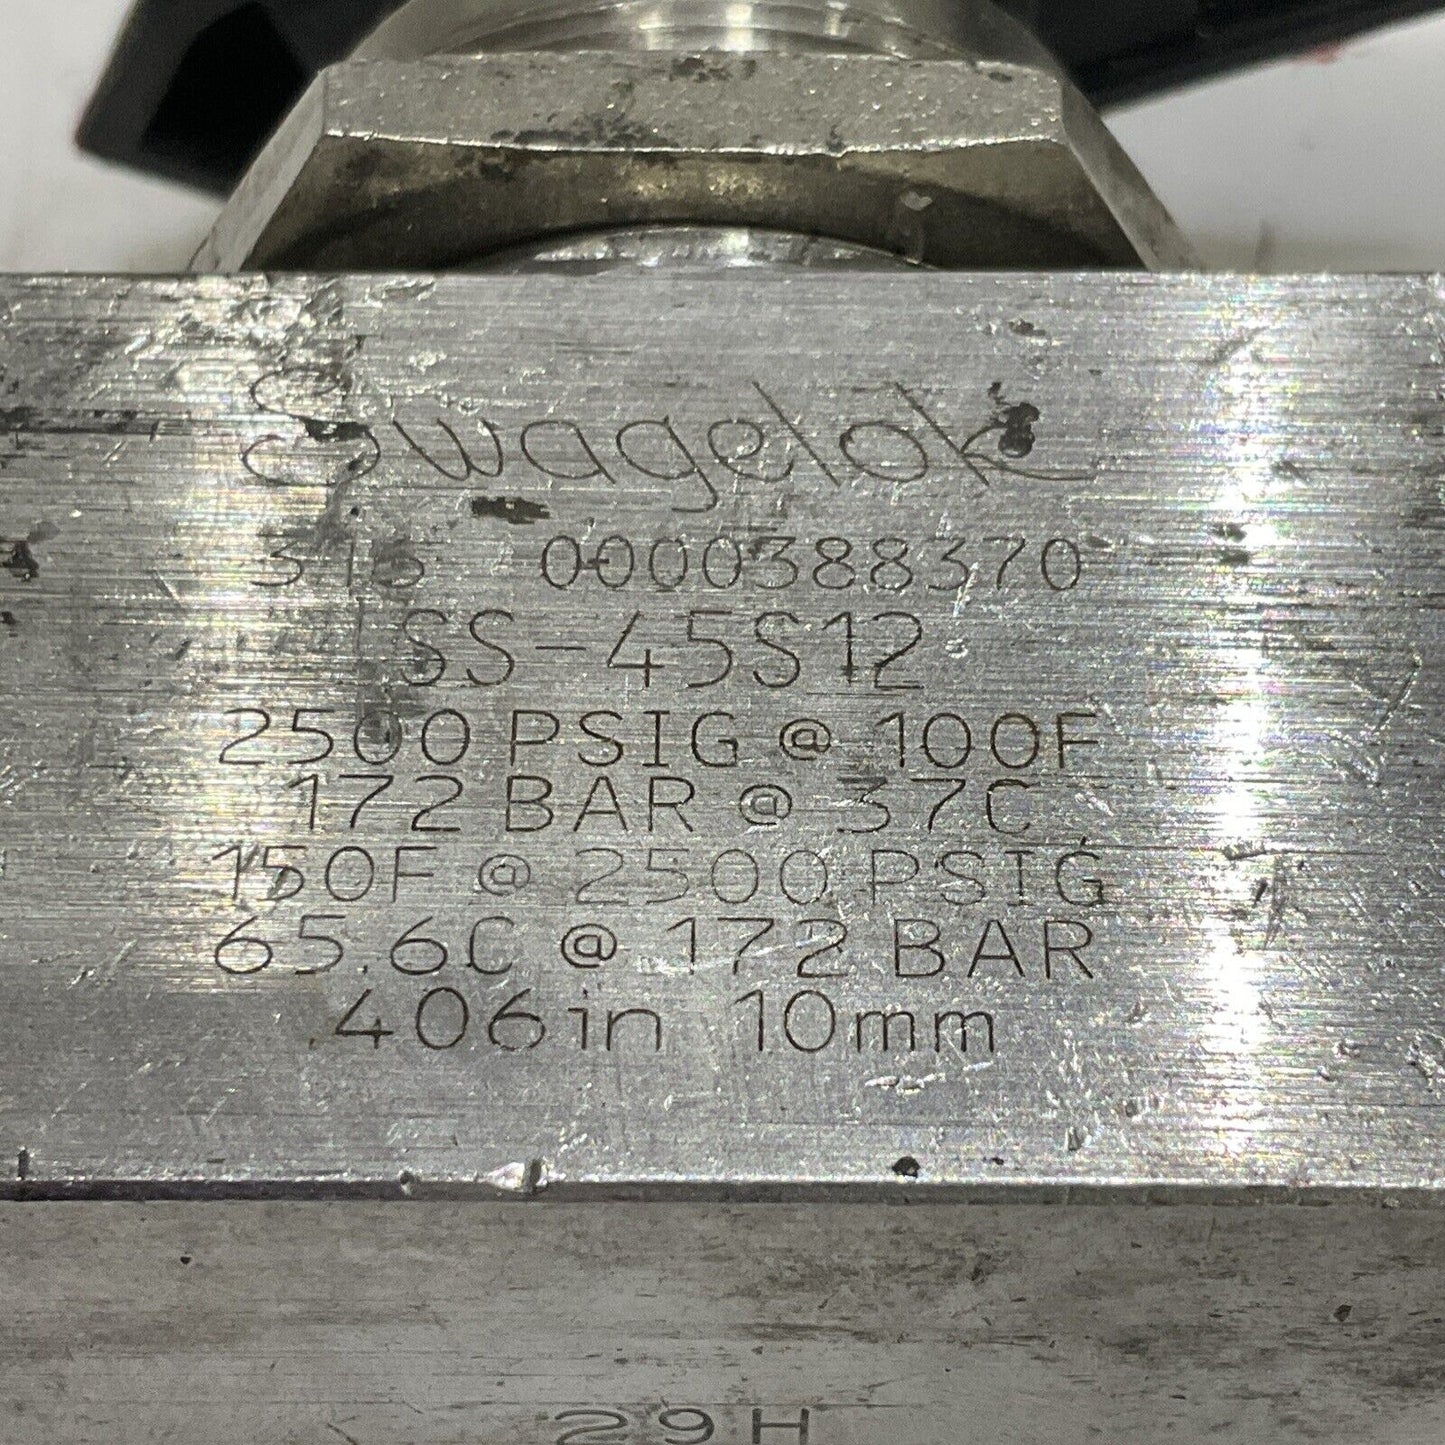 Swagelok
316 0000388370
SS-45S12
2500 PSIG @ 100F
172 BAR @ 37C
150F @ 2500 PSIG
65.6C @ 172 BAR
.406in 10mm
29H